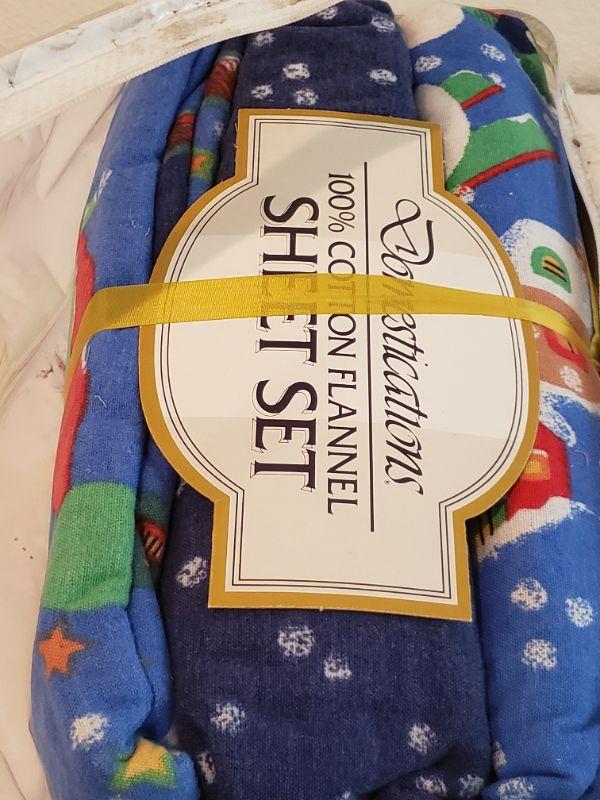 Domestications
100% COTTON FLANNEL
SHEET SET